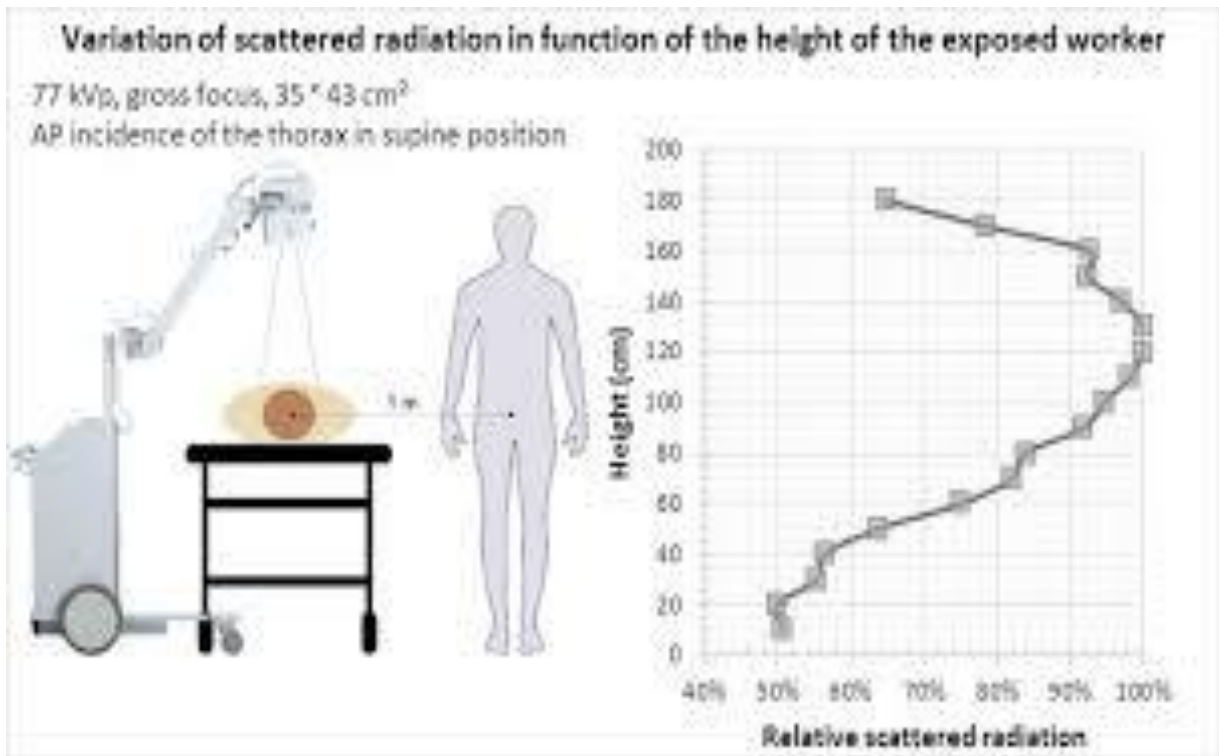 Variation of scattered radiation in function of the height of the exposed worker
77 kVp, gross focus, 35 * 43 cm²
AP incidence of the thorax in supine position
1 m
Height (cm)
200
180
160
140
120
100
80
60
40
20
0
40% 50% 60% 70% 80% 90% 100%
Relative scattered radiation